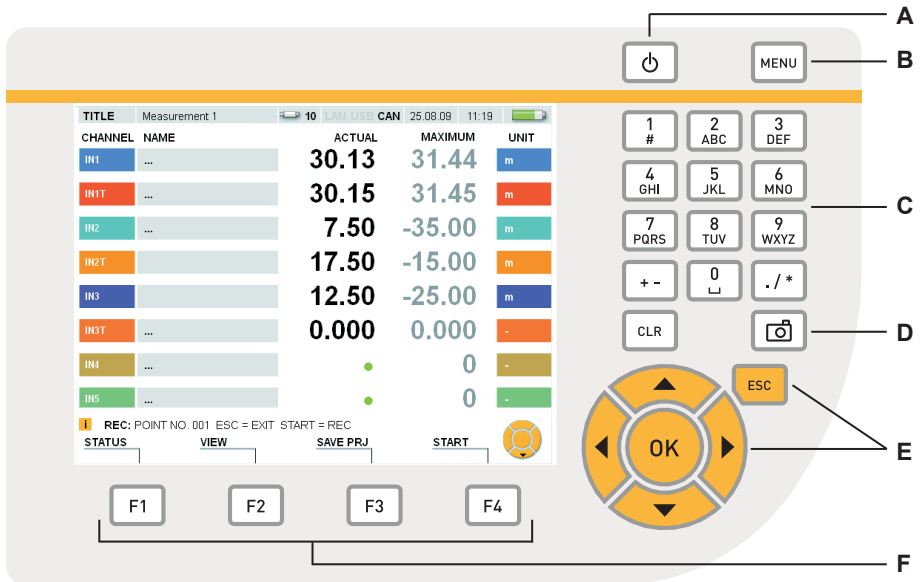 A
MENU
B
TITLE Measurement 1 10 LAN USB CAN 25.08.09 11:19
CHANNEL NAME ACTUAL MAXIMUM UNIT
IN1 ... 30.13 31.44 m
IN1T ... 30.15 31.45 m
IN2 ... 7.50 -35.00 m
IN2T 17.50 -15.00 m
IN3 12.50 -25.00 m
IN3T ... 0.000 0.000 -
IN4 ... 0 -
IN5 ... 0 -
i REC: POINT NO. 001 ESC = EXIT START = REC
STATUS VIEW SAVE PRJ START
F1 F2 F3 F4
1 2 3
# ABC DEF
4 5 6
GHI JKL MNO
C
7 8 9
PQRS TUV WXYZ
+ - 0 ./*
CLR
D
ESC
OK
E
F